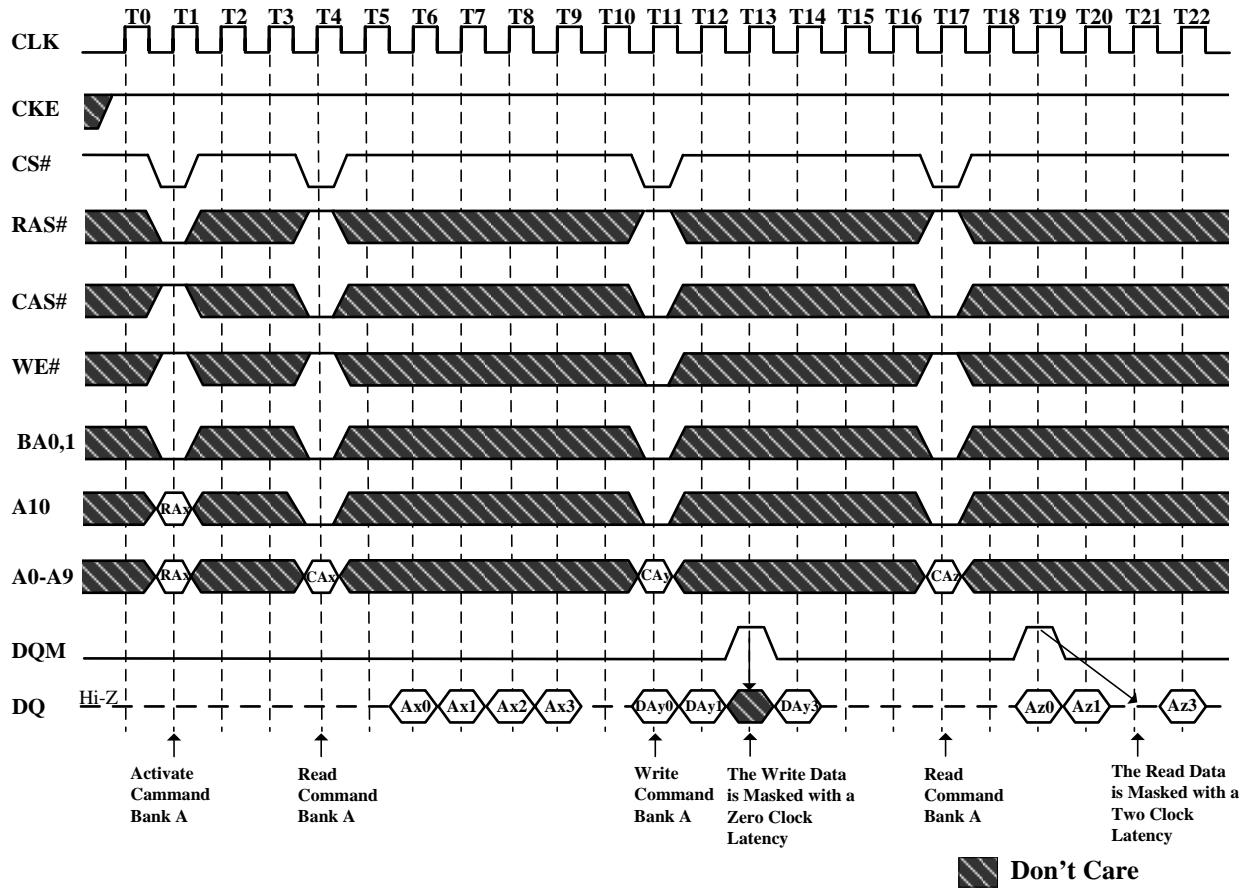 T0 T1 T2 T3 T4 T5 T6 T7 T8 T9 T10 T11 T12 T13 T14 T15 T16 T17 T18 T19 T20 T21 T22
CLK
CKE
CS#
RAS#
CAS#
WE#
BA0,1
A10 RAx
A0-A9 RAx CAx CAy CAz
DQM
DQ Hi-Z Ax0 Ax1 Ax2 Ax3 DAy0 DAy1 DAy3 Az0 Az1 Az3
Activate
Cammand
Bank A
Read
Command
Bank A
Write
Command
Bank A
The Write Data
is Masked with a
Zero Clock
Latency
Read
Command
Bank A
The Read Data
is Masked with a
Two Clock
Latency
Don't Care